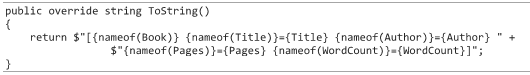 public override string ToString()
{
    return $"[{nameof(Book)} {nameof(Title)}={Title} {nameof(Author)}={Author} " +
              $"{nameof(Pages)}={Pages} {nameof(WordCount)}={WordCount}]";
}